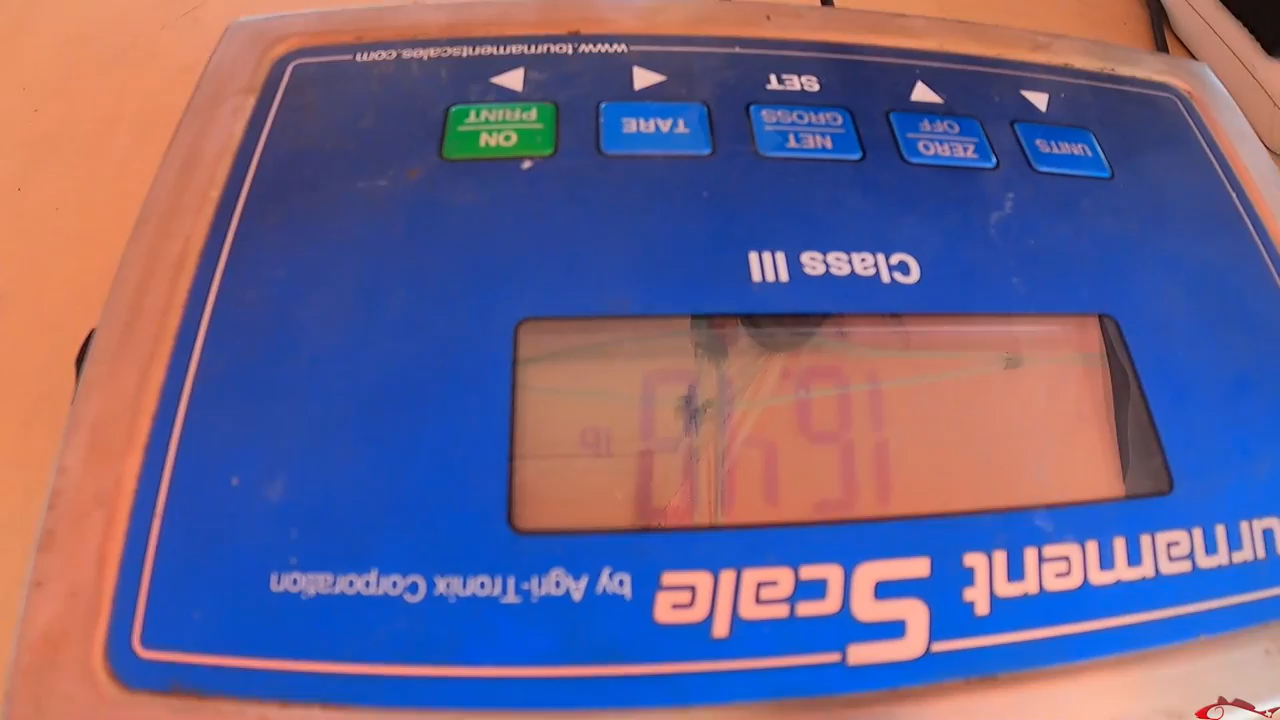 ournament Scale by Agri-Tronix Corporation
lb
Class III
UNITS
ZERO
OFF
NET
GROSS
TARE
ON
PRINT
SET
www.tournamentscales.com